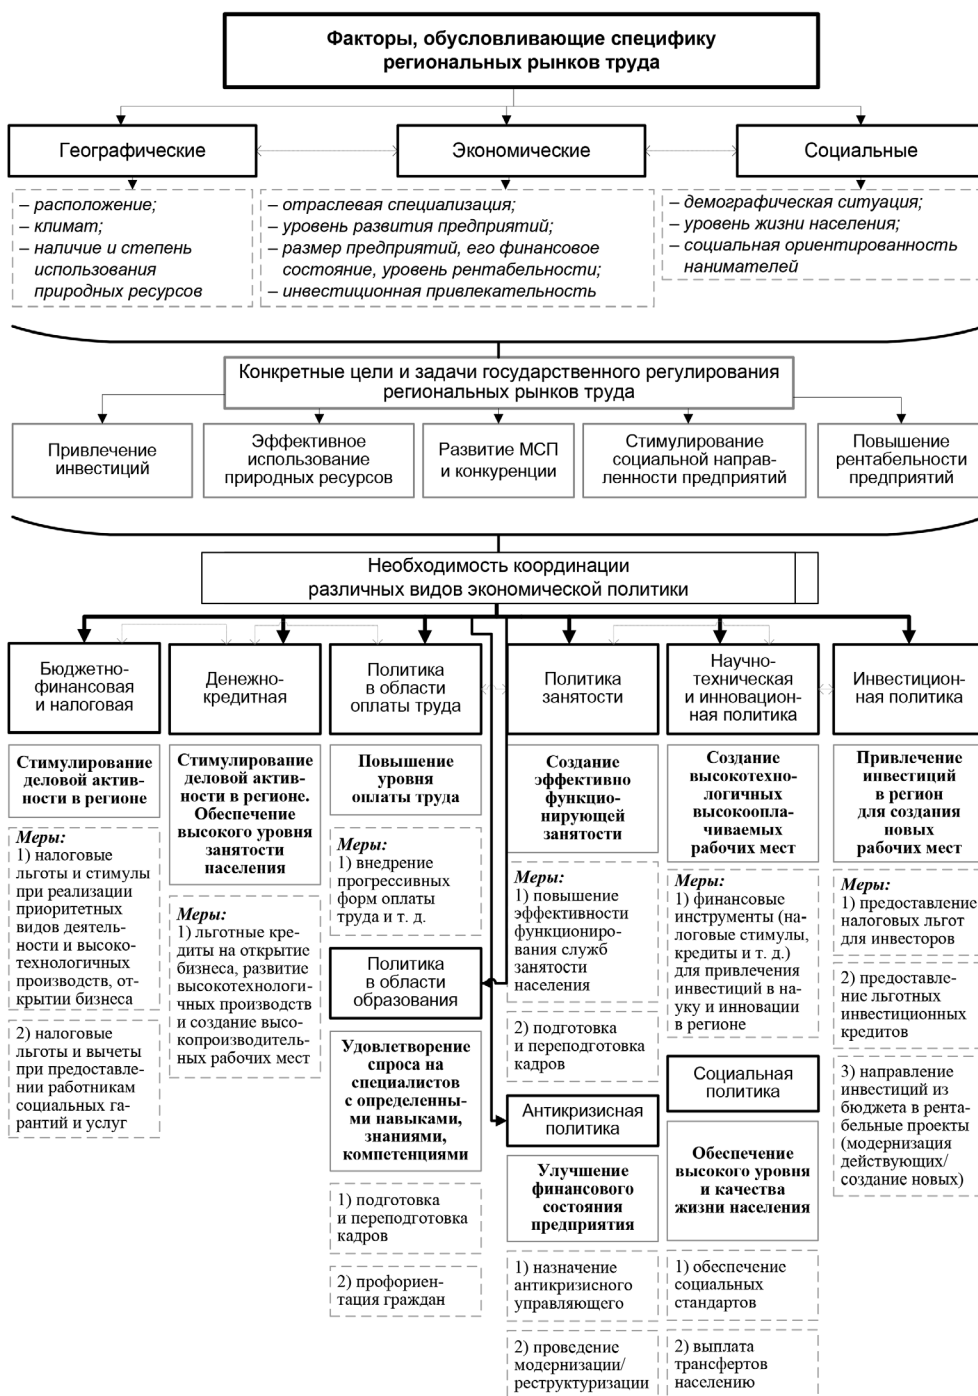 Факторы, обусловливающие специфику
региональных рынков труда
Географические
Экономические
Социальные
– расположение;
– климат;
– наличие и степень
использования
природных ресурсов
– отраслевая специализация;
– уровень развития предприятий;
– размер предприятий, его финансовое
состояние, уровень рентабельности;
– инвестиционная привлекательность
– демографическая ситуация;
– уровень жизни населения;
– социальная ориентированность
нанимателей
Конкретные цели и задачи государственного регулирования
региональных рынков труда
Привлечение
инвестиций
Эффективное
использование
природных ресурсов
Развитие МСП
и конкуренции
Стимулирование
социальной направ-
ленности предприятий
Повышение
рентабельности
предприятий
Необходимость координации
различных видов экономической политики
Бюджетно-
финансовая
и налоговая
Стимулирование
деловой актив-
ности в регионе
Меры:
1) налоговые
льготы и стимулы
при реализации
приоритетных
видов деятель-
ности и высоко-
технологичных
производств, от-
крытии бизнеса
2) налоговые
льготы и вычеты
при предоставле-
нии работникам
социальных га-
рантий и услуг
Денежно-
кредитная
Стимулирование
деловой актив-
ности в регионе.
Обеспечение
высокого уровня
занятости
населения
Меры:
1) льготные кре-
диты на открытие
бизнеса, развитие
высокотехнологи-
чных производств
и создание высо-
копроизводитель-
ных рабочих мест
Политика
в области
оплаты труда
Повышение
уровня
оплаты труда
Меры:
1) внедрение
прогрессивных
форм оплаты
труда и т. д.
Политика
в области
образования
Удовлетворение
спроса на
специалистов
с определенны-
ми навыками,
знаниями,
компетенциями
1) подготовка
и переподготовка
кадров
2) профориен-
тация граждан
Политика
занятости
Создание
эффективно
функцио-
нирующей
занятости
Меры:
1) повышение
эффективности
функциониро-
вания служб
занятости
населения
2) подготовка
и переподготовка
кадров
Антикризисная
политика
Улучшение
финансового
состояния
предприятия
1) назначение
антикризисного
управляющего
2) проведение
модернизации/
реструктуризации
Научно-
техническая
и инновацион-
ная политика
Создание
высокотехно-
логичных
высокоопла-
чиваемых
рабочих мест
Меры:
1) финансовые
инструменты (на-
логовые стимулы,
кредиты и т. д.)
для привлечения
инвестиций в на-
уку и инновации
в регионе
Социальная
политика
Обеспечение
высокого уровня
и качества
жизни населения
1) обеспечение
социальных
стандартов
2) выплата
трансфертов
населению
Инвестицион-
ная политика
Привлечение
инвестиций
в регион
для создания
новых
рабочих мест
Меры:
1) предоставление
налоговых льгот
для инвесторов
2) предоставле-
ние льготных
инвестиционных
кредитов
3) направление
инвестиций из
бюджета в рента-
бельные проекты
(модернизация
действующих/
создание новых)